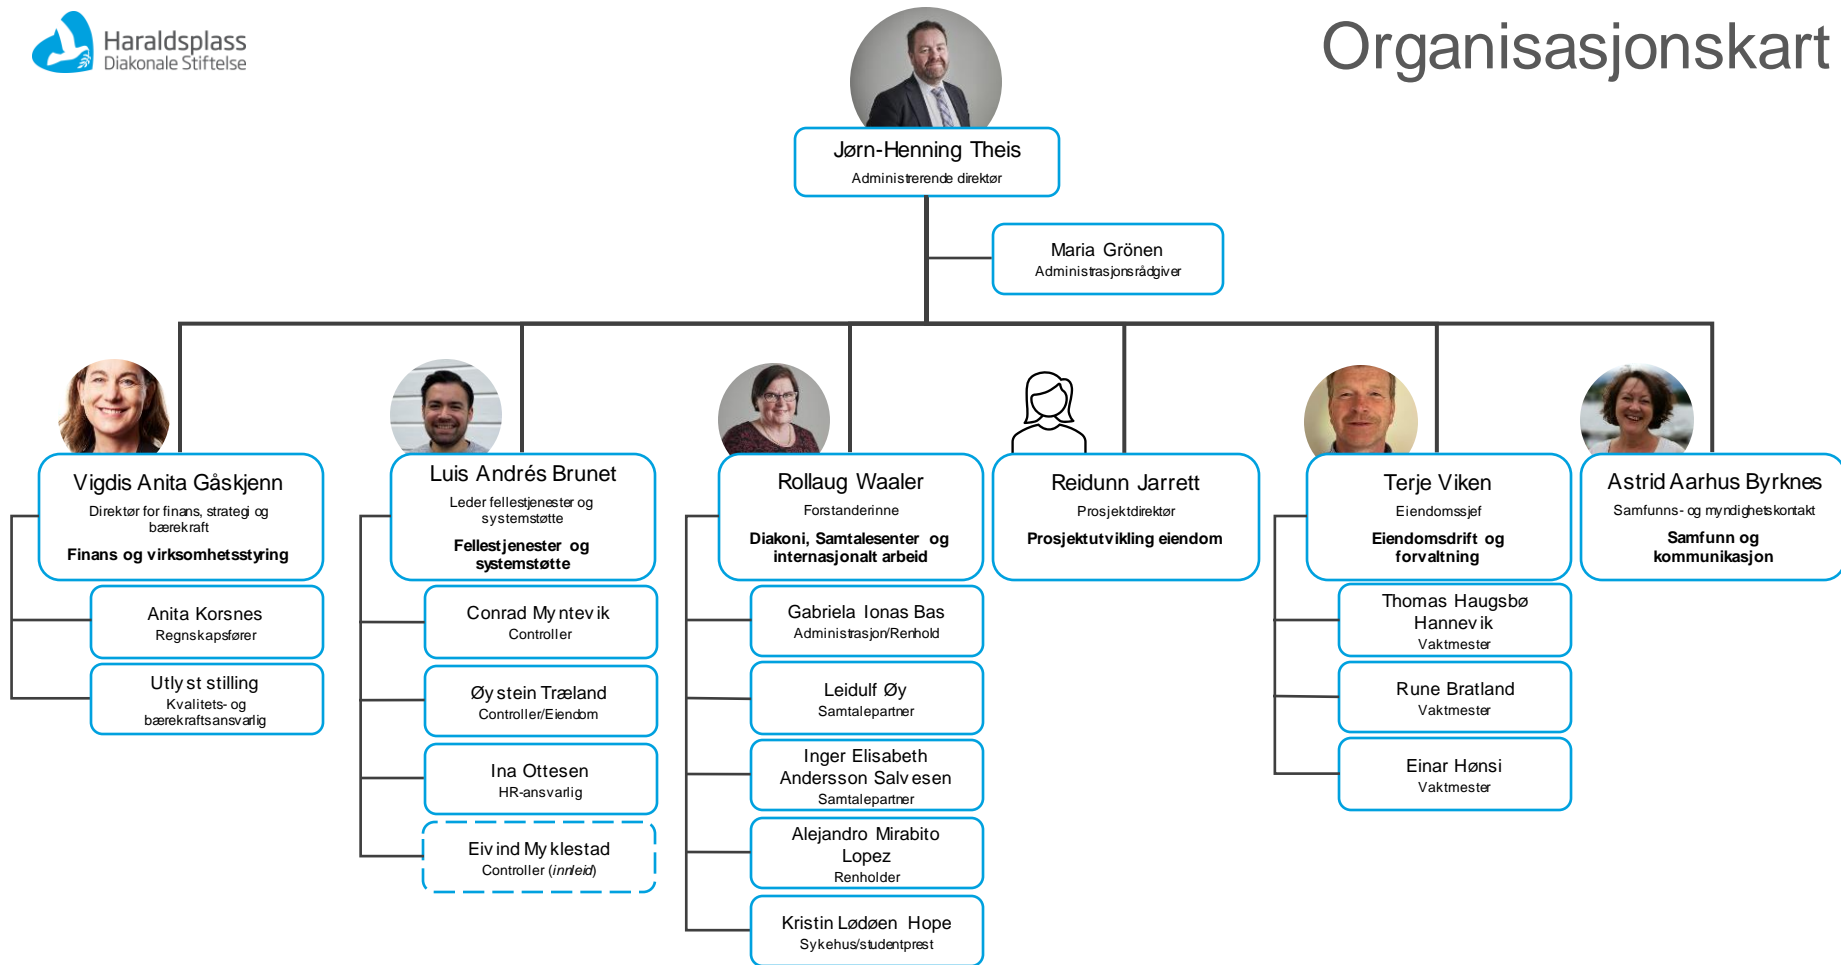 Haraldsplass
Diakonale Stiftelse
Organisasjonskart
Jørn-Henning Theis
Administrerende direktør
Maria Grönen
Administrasjonsrådgiver
Vigdis Anita Gåskjenn
Direktør for finans, strategi og
bærekraft
Finans og virksomhetsstyring
Anita Korsnes
Regnskapsfører
Utlyst stilling
Kvalitets- og
bærekraftsansvarlig
Luis Andrés Brunet
Leder fellestjenester og
systemstøtte
Fellestjenester og
systemstøtte
Conrad Myntevik
Controller
Øystein Træland
Controller/Eiendom
Ina Ottesen
HR-ansvarlig
Eivind Myklestad
Controller (innleid)
Rollaug Waaler
Forstanderinne
Diakoni, Samtalesenter og
internasjonalt arbeid
Gabriela Ionas Bas
Administrasjon/Renhold
Leidulf Øy
Samtalepartner
Inger Elisabeth
Andersson Salvesen
Samtalepartner
Alejandro Mirabito
Lopez
Renholder
Kristin Lødøen Hope
Sykehus/studentprest
Reidunn Jarrett
Prosjektdirektør
Prosjektutvikling eiendom
Terje Viken
Eiendomssjef
Eiendomsdrift og
forvaltning
Thomas Haugsbø
Hannevik
Vaktmester
Rune Bratland
Vaktmester
Einar Hønsi
Vaktmester
Astrid Aarhus Byrknes
Samfunns- og myndighetskontakt
Samfunn og
kommunikasjon